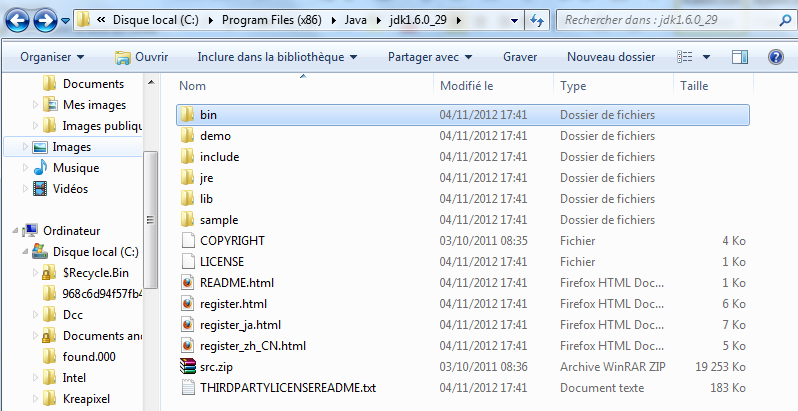 « Disque local (C:) ▸ Program Files (x86) ▸ Java ▸ jdk1.6.0_29 ▸
Rechercher dans : jdk1.6.0_29
Organiser Ouvrir Inclure dans la bibliothèque Partager avec Graver Nouveau dossier
Documents
Mes images
Images publiqu
Images
Musique
Vidéos
Ordinateur
Disque local (C:)
$Recycle.Bin
968c6d94f57fb4
Dcc
Documents and
found.000
Intel
Kreapixel
Nom Modifié le Type Taille
bin 04/11/2012 17:41 Dossier de fichiers
demo 04/11/2012 17:41 Dossier de fichiers
include 04/11/2012 17:41 Dossier de fichiers
jre 04/11/2012 17:41 Dossier de fichiers
lib 04/11/2012 17:41 Dossier de fichiers
sample 04/11/2012 17:41 Dossier de fichiers
COPYRIGHT 03/10/2011 08:35 Fichier 4 Ko
LICENSE 04/11/2012 17:41 Fichier 1 Ko
README.html 04/11/2012 17:41 Firefox HTML Doc... 1 Ko
register.html 04/11/2012 17:41 Firefox HTML Doc... 6 Ko
register_ja.html 04/11/2012 17:41 Firefox HTML Doc... 7 Ko
register_zh_CN.html 04/11/2012 17:41 Firefox HTML Doc... 5 Ko
src.zip 03/10/2011 08:36 Archive WinRAR ZIP 19 253 Ko
THIRDPARTYLICENSEREADME.txt 04/11/2012 17:41 Document texte 183 Ko